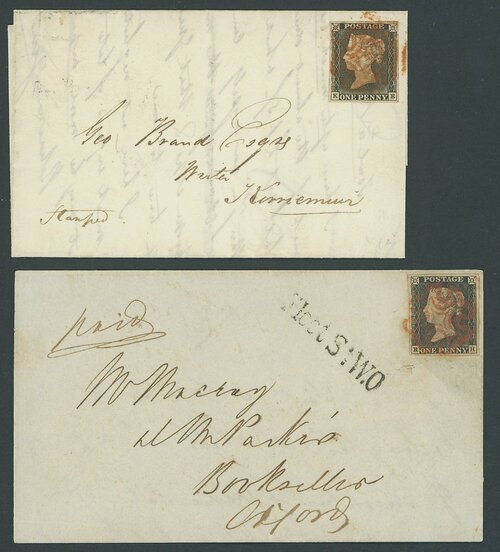 POSTAGE
ONE PENNY
Geo Brand Esqre
Writer
Kirriemuir
Stamped
POSTAGE
ONE PENNY
paid
Fleet St W.O
Mr Macray
at Mr Parker's
Bookseller
Oxford